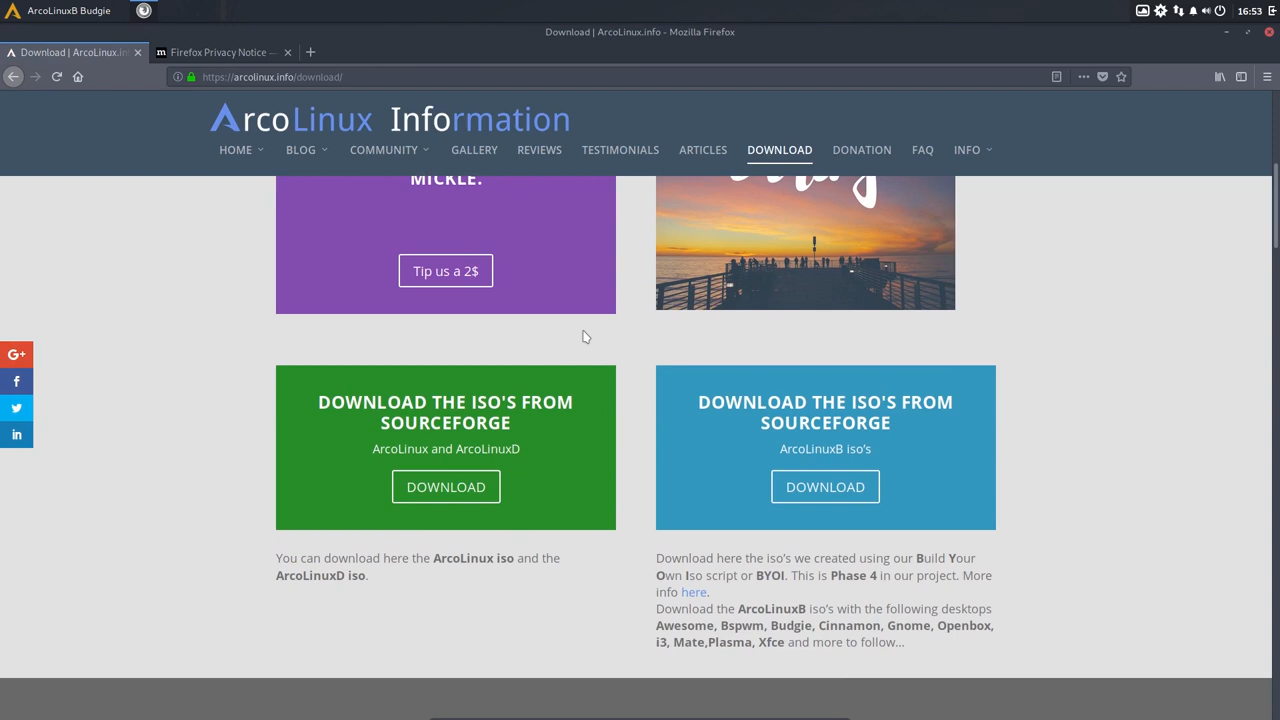 ArcoLinuxB Budgie
16:53
Download | ArcoLinux.info - Mozilla Firefox
Download | ArcoLinux.in
Firefox Privacy Notice —
https://arcolinux.info/download/
ArcoLinux Information
HOME BLOG COMMUNITY GALLERY REVIEWS TESTIMONIALS ARTICLES DOWNLOAD DONATION FAQ INFO
MICKLE.
Tip us a 2$
G+
f
in
DOWNLOAD THE ISO'S FROM
SOURCEFORGE
ArcoLinux and ArcoLinuxD
DOWNLOAD
You can download here the ArcoLinux iso and the
ArcoLinuxD iso.
DOWNLOAD THE ISO'S FROM
SOURCEFORGE
ArcoLinuxB iso's
DOWNLOAD
Download here the iso's we created using our Build Your
Own Iso script or BYOI. This is Phase 4 in our project. More
info here.
Download the ArcoLinuxB iso's with the following desktops
Awesome, Bspwm, Budgie, Cinnamon, Gnome, Openbox,
i3, Mate,Plasma, Xfce and more to follow...